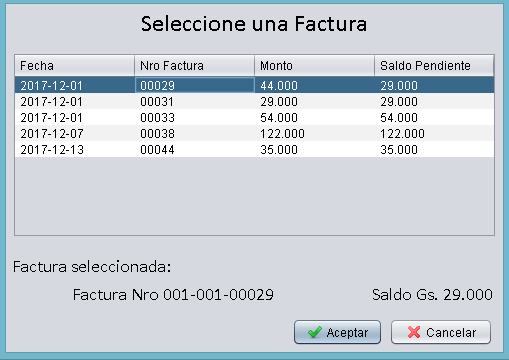 Seleccione una Factura
Fecha Nro Factura Monto Saldo Pendiente
2017-12-01 00029 44.000 29.000
2017-12-01 00031 29.000 29.000
2017-12-01 00033 54.000 54.000
2017-12-07 00038 122.000 122.000
2017-12-13 00044 35.000 35.000
Factura seleccionada:
Factura Nro 001-001-00029 Saldo Gs. 29.000
Aceptar Cancelar